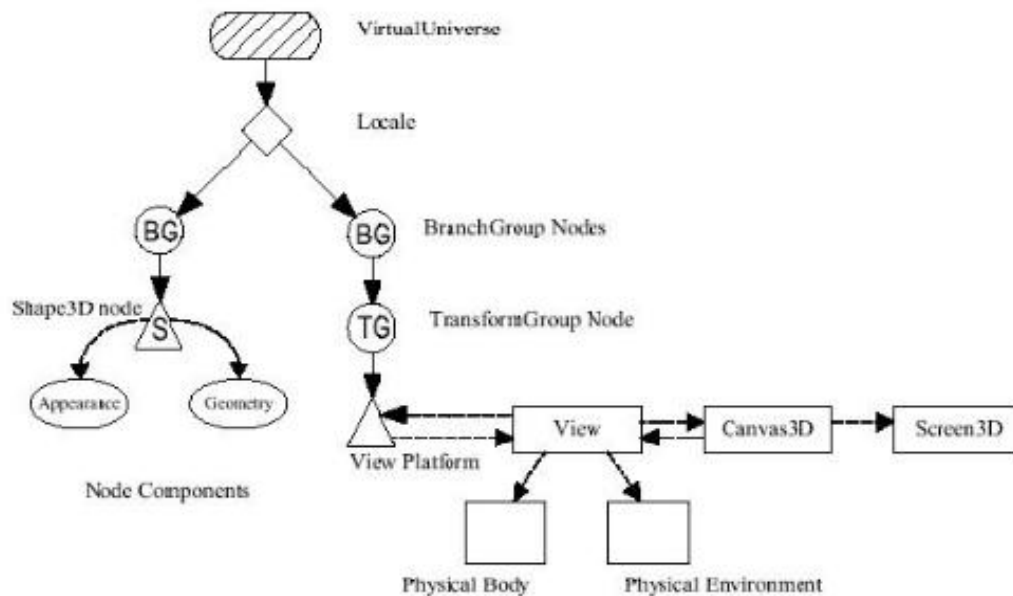 VirtualUniverse
Locale
BG
BG
BranchGroup Nodes
Shape3D node
S
TG
TransformGroup Node
Appearance
Geometry
View
Canvas3D
Screen3D
View Platform
Node Components
Physical Body
Physical Environment